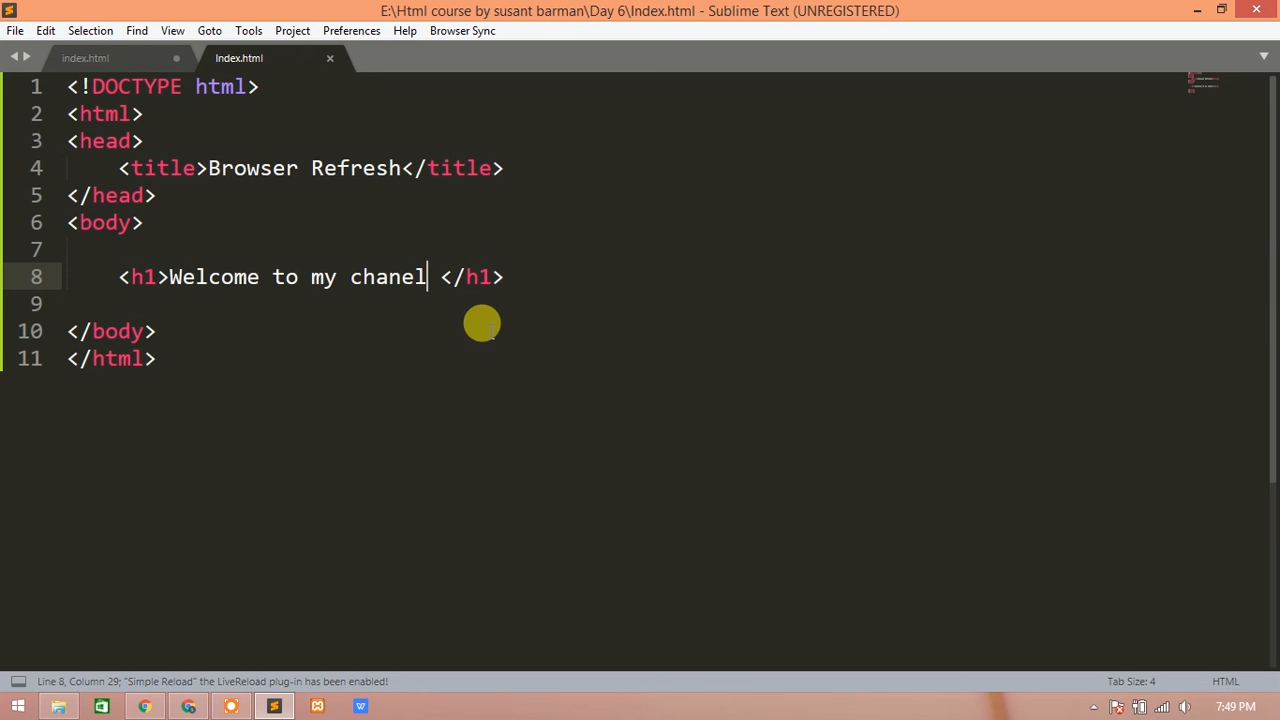 E:\Html course by susant barman\Day 6\Index.html - Sublime Text (UNREGISTERED)
File Edit Selection Find View Goto Tools Project Preferences Help Browser Sync
index.html Index.html
1 <!DOCTYPE html>
2 <html>
3 <head>
4 <title>Browser Refresh</title>
5 </head>
6 <body>
7
8 <h1>Welcome to my chanel </h1>
9
10 </body>
11 </html>
Line 8, Column 29; "Simple Reload" the LiveReload plug-in has been enabled! Tab Size: 4 HTML
7:49 PM